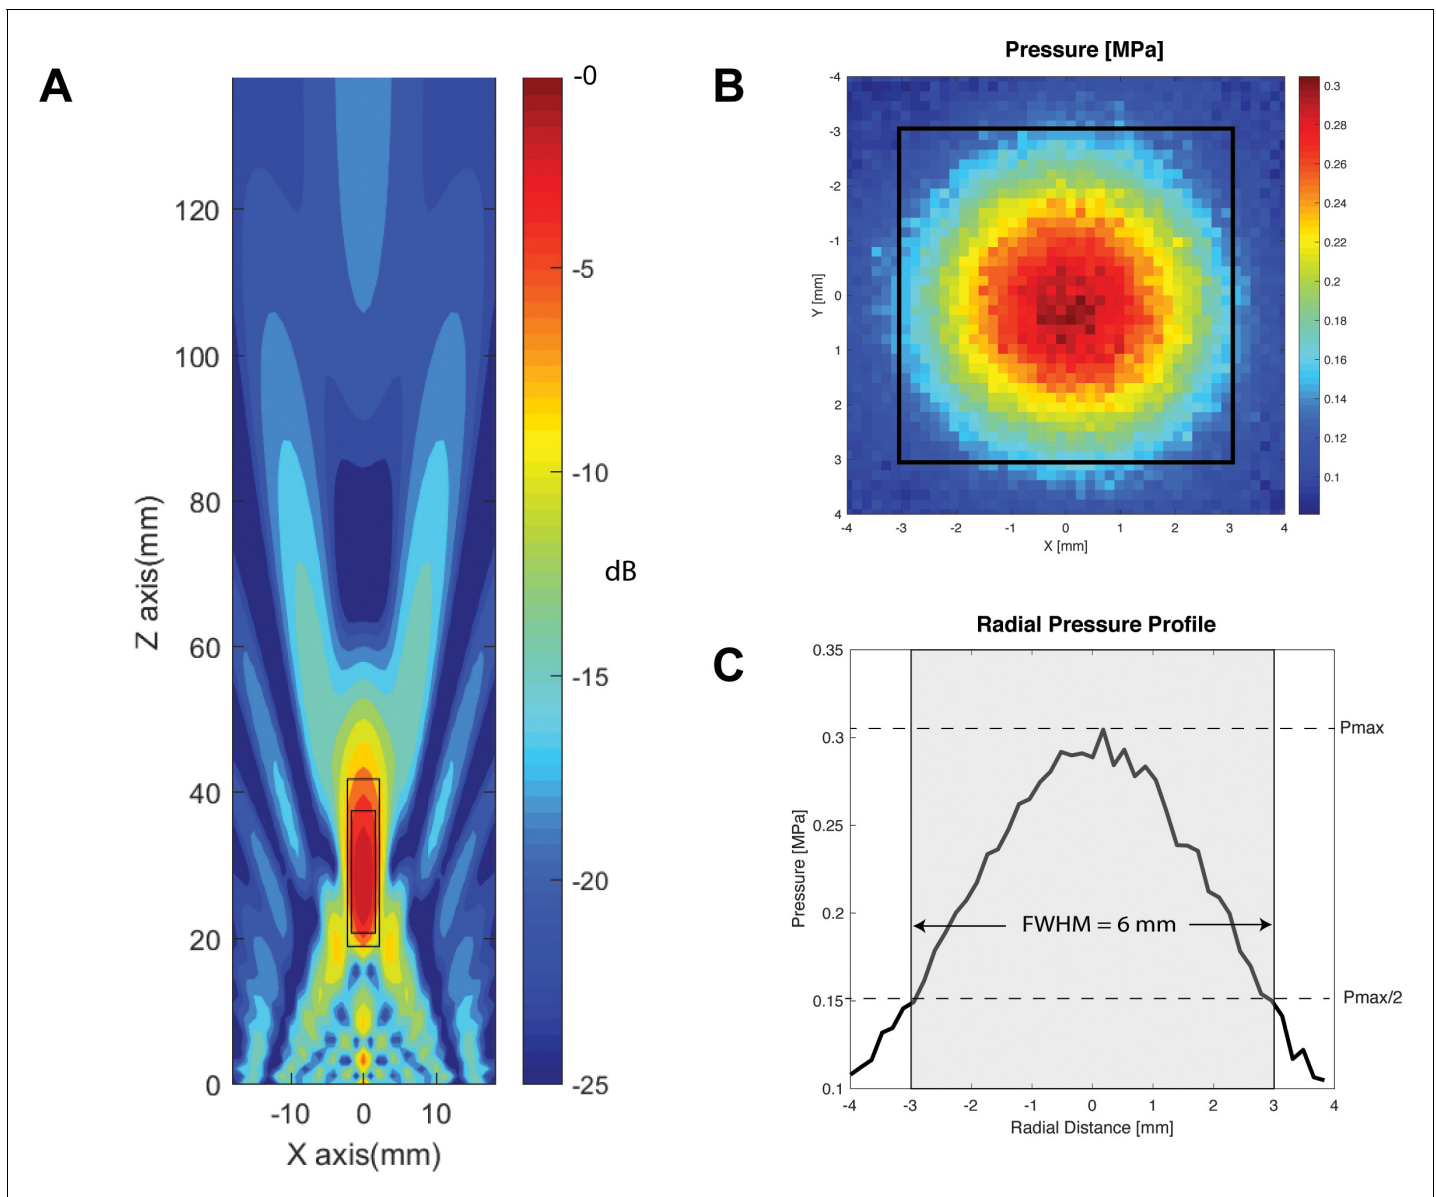 A
-0
-5
-10
-15
-20
-25
dB
120
100
80
60
40
20
0
Z axis(mm)
-10 0 10
X axis(mm)
B
Pressure [MPa]
-4
-3
-2
-1
0
1
2
3
4
Y [mm]
-4 -3 -2 -1 0 1 2 3 4
X [mm]
0.3
0.28
0.26
0.24
0.22
0.2
0.18
0.16
0.14
0.12
0.1
C
Radial Pressure Profile
0.35
0.3
0.25
0.2
0.15
0.1
Pressure [MPa]
Pmax
FWHM = 6 mm
Pmax/2
-4 -3 -2 -1 0 1 2 3 4
Radial Distance [mm]